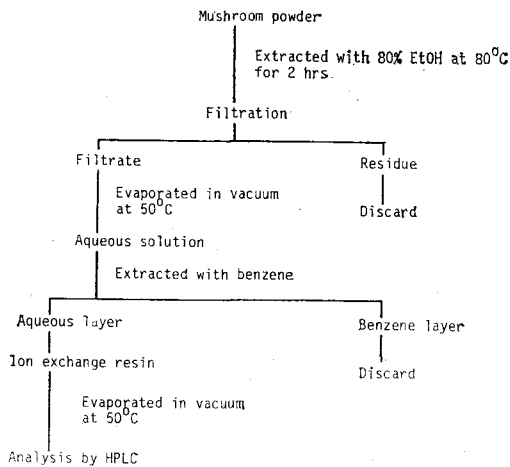 Mushroom powder
Extracted with 80% EtOH at 80°C
for 2 hrs.
Filtration
Filtrate
Residue
Evaporated in vacuum
at 50°C
Discard
Aqueous solution
Extracted with benzene
Aqueous layer
Benzene layer
Ion exchange resin
Discard
Evaporated in vacuum
at 50°C
Analysis by HPLC